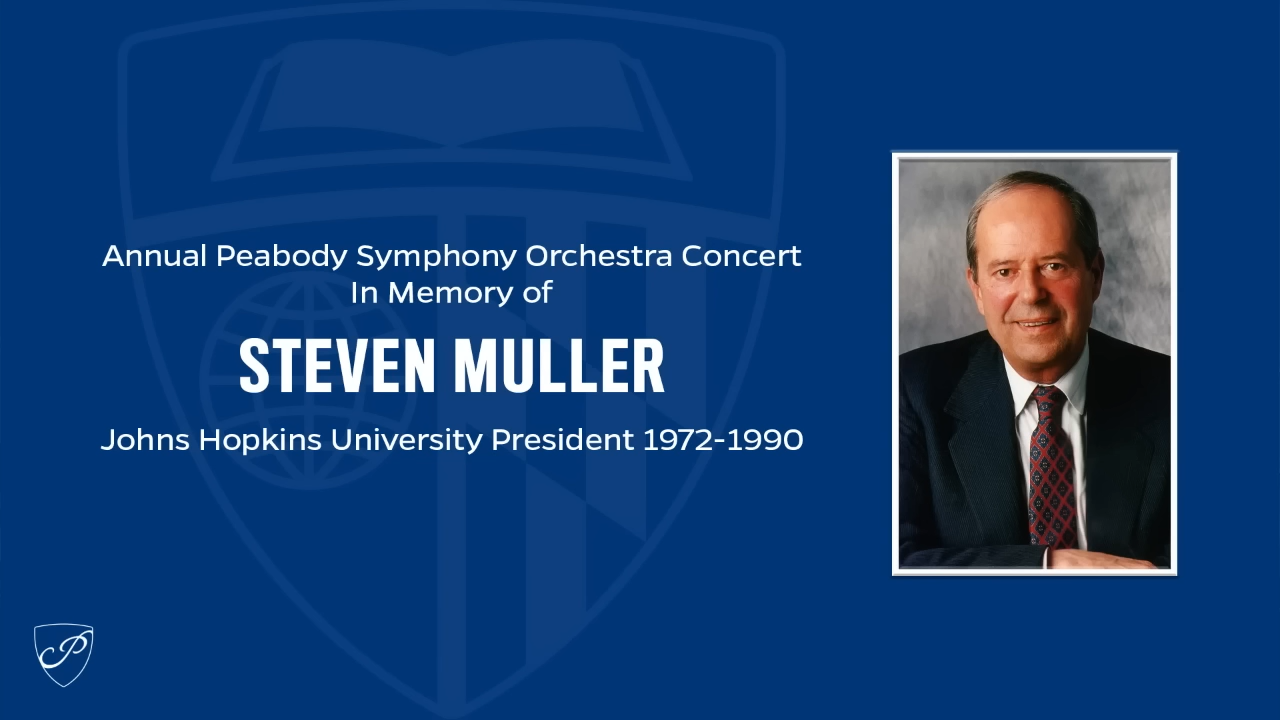 Annual Peabody Symphony Orchestra Concert
In Memory of
STEVEN MULLER
Johns Hopkins University President 1972-1990
P